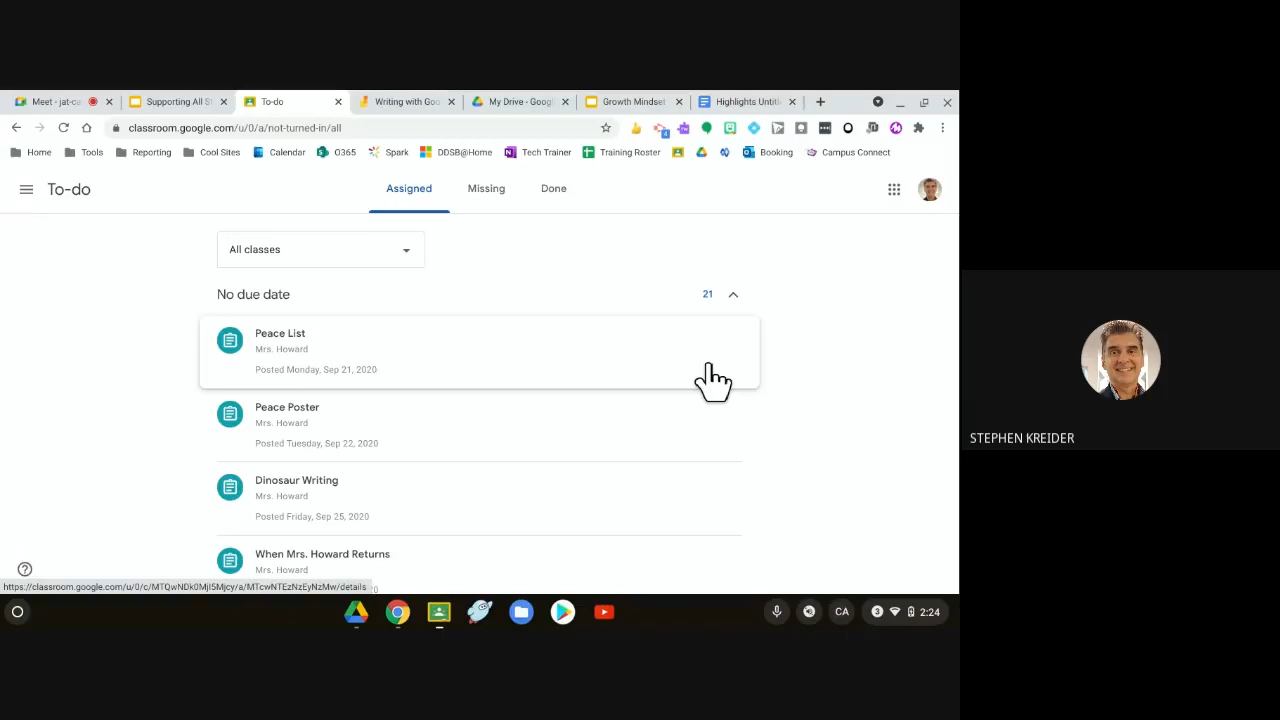 Meet - jat-ca
Supporting All S
To-do
Writing with Goo
My Drive - Googl
Growth Mindset
Highlights Untitl
classroom.google.com/u/0/a/not-turned-in/all
Home
Tools
Reporting
Cool Sites
Calendar
O365
Spark
DDSB@Home
Tech Trainer
Training Roster
Booking
Campus Connect
To-do
Assigned
Missing
Done
All classes
No due date
21
Peace List
Mrs. Howard
Posted Monday, Sep 21, 2020
Peace Poster
Mrs. Howard
Posted Tuesday, Sep 22, 2020
Dinosaur Writing
Mrs. Howard
Posted Friday, Sep 25, 2020
When Mrs. Howard Returns
Mrs. Howard
STEPHEN KREIDER
CA
3
2:24